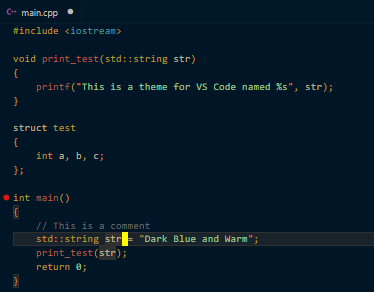 C++ main.cpp
#include <iostream>
void print_test(std::string str)
{
    printf("This is a theme for VS Code named %s", str);
}
struct test
{
    int a, b, c;
};
int main()
{
    // This is a comment
    std::string str = "Dark Blue and Warm";
    print_test(str);
    return 0;
}